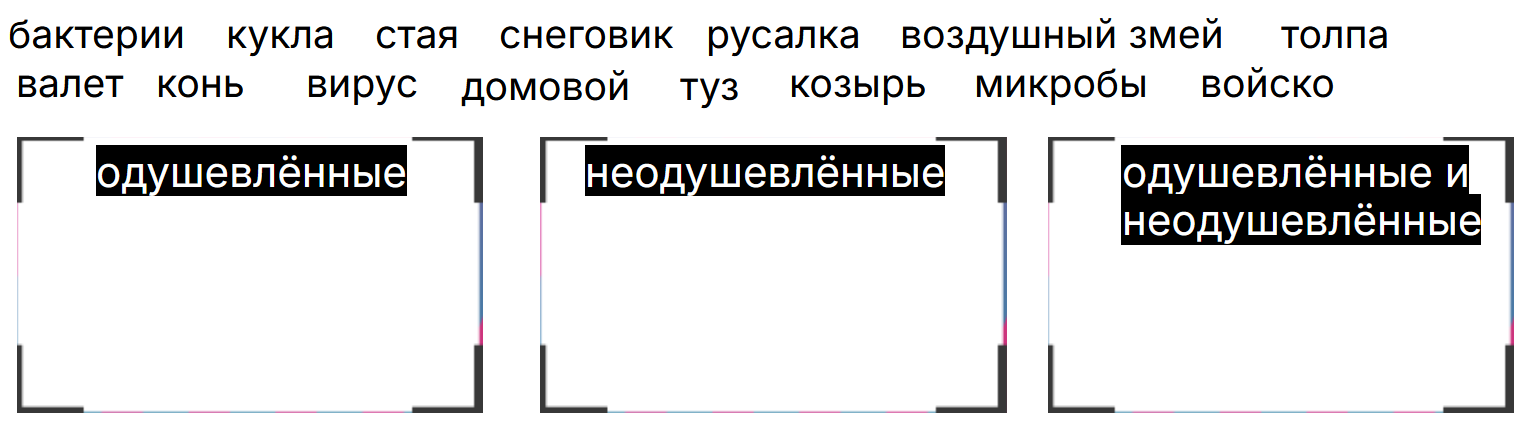 бактерии кукла стая снеговик русалка воздушный змей толпа
валет конь вирус домовой туз козырь микробы войско
одушевлённые
неодушевлённые
одушевлённые и
неодушевлённые